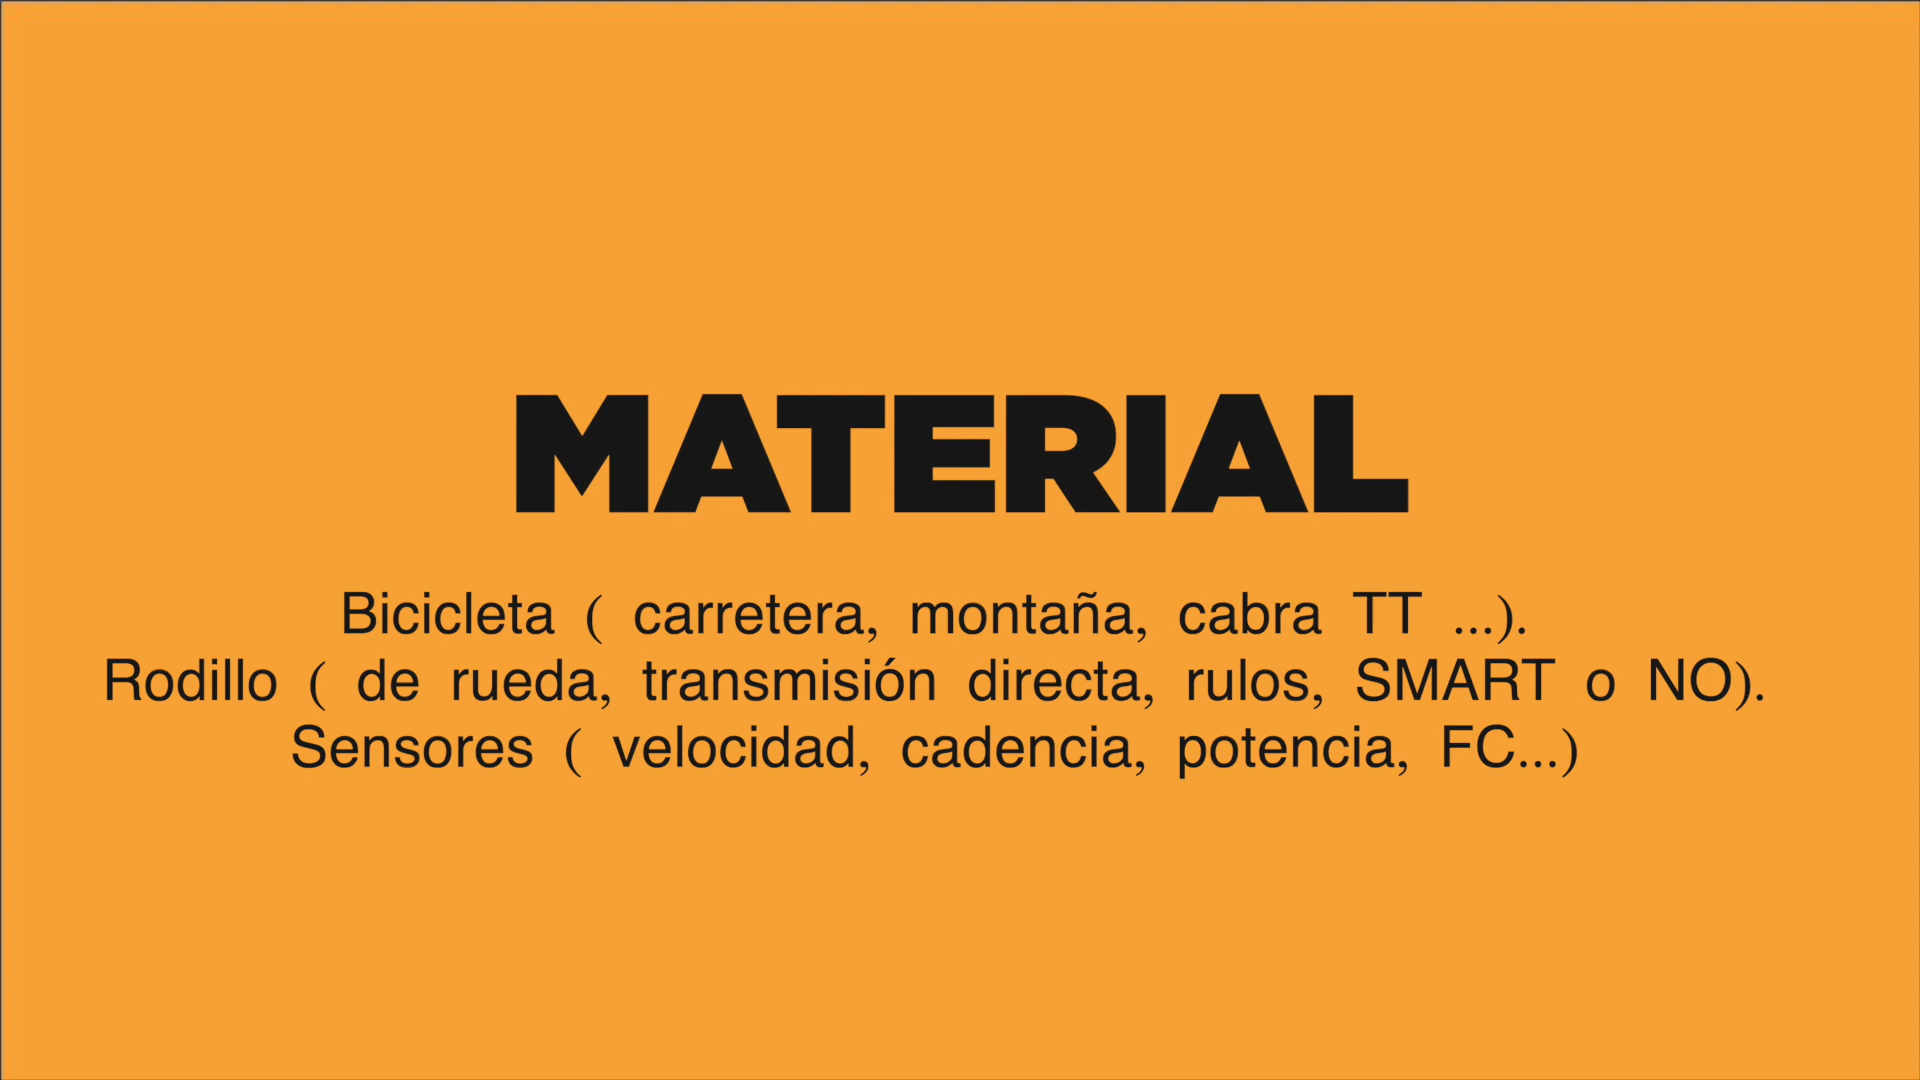 MATERIAL
Bicicleta ( carretera, montaña, cabra TT ...).
Rodillo ( de rueda, transmisión directa, rulos, SMART o NO).
Sensores ( velocidad, cadencia, potencia, FC...)